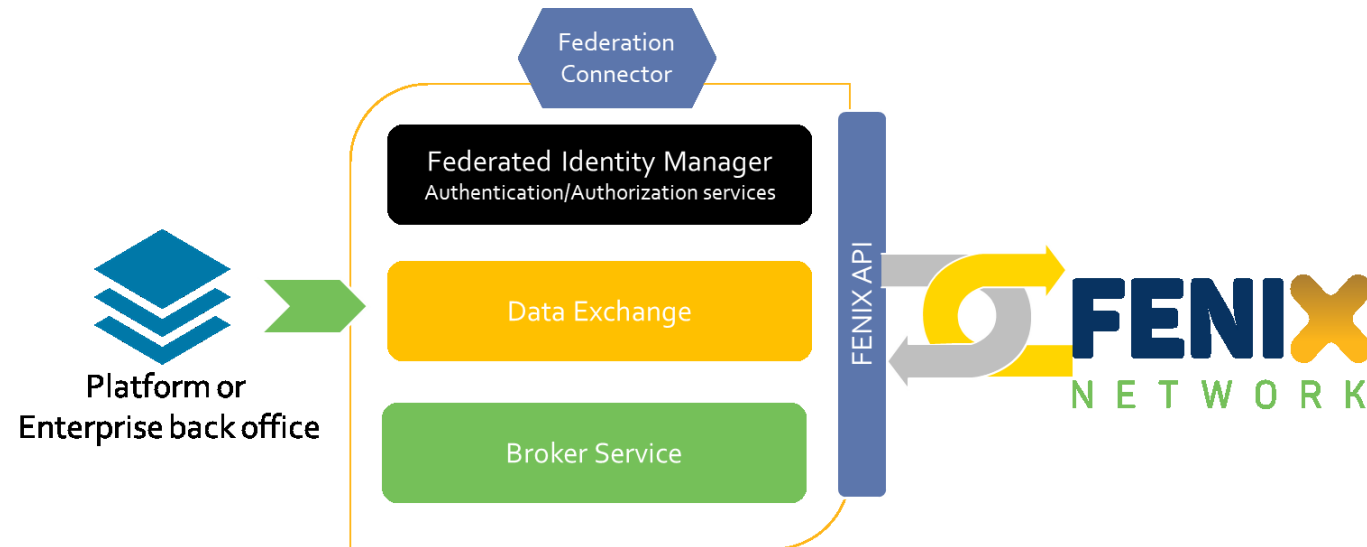 Federation
Connector
Federated Identity Manager
Authentication/Authorization services
Data Exchange
Broker Service
FENIX API
Platform or
Enterprise back office
FENIX
NETWORK